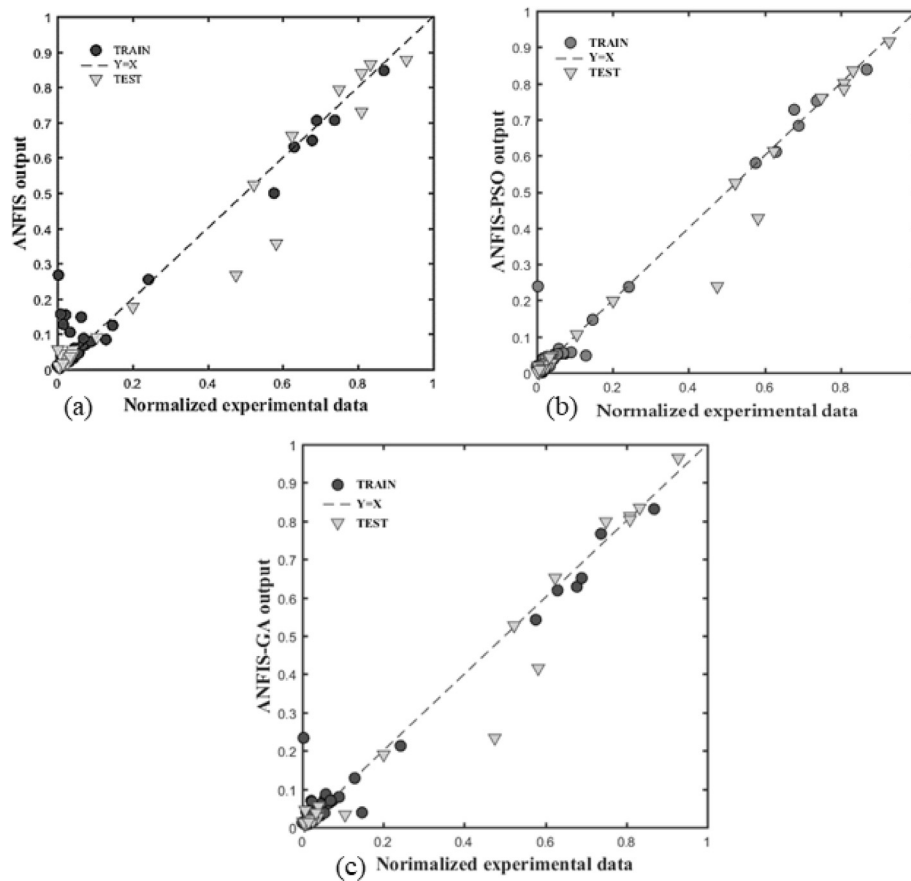 1
0.9
0.8
0.7
0.6
0.5
0.4
0.3
0.2
0.1
0
ANFIS output
TRAIN
Y=X
TEST
0 0.2 0.4 0.6 0.8 1
(a) Normalized experimental data
1
0.9
0.8
0.7
0.6
0.5
0.4
0.3
0.2
0.1
0
ANFIS-PSO output
TRAIN
Y=X
TEST
0 0.2 0.4 0.6 0.8
(b) Normalized experimental data
1
0.9
0.8
0.7
0.6
0.5
0.4
0.3
0.2
0.1
0
ANFIS-GA output
TRAIN
Y=X
TEST
0 0.2 0.4 0.6 0.8 1
(c) Norimalized experimental data